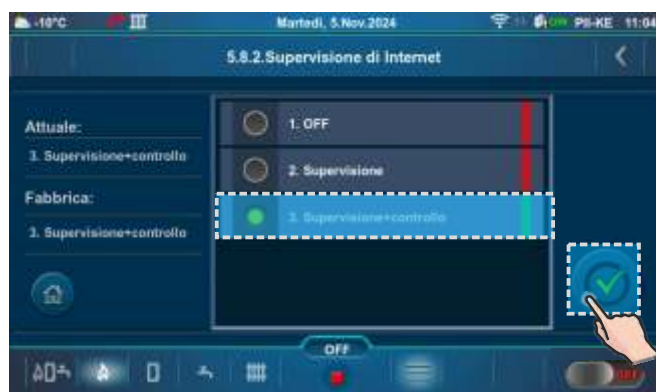 -10°C Martedì, 5.Nov.2024 PII-KE 11:04
5.8.2.Supervisione di Internet
Attuale:
3. Supervisione+controllo
Fabbrica:
3. Supervisione+controllo
1. OFF
2. Supervisione
3. Supervisione+controllo
OFF
OFF